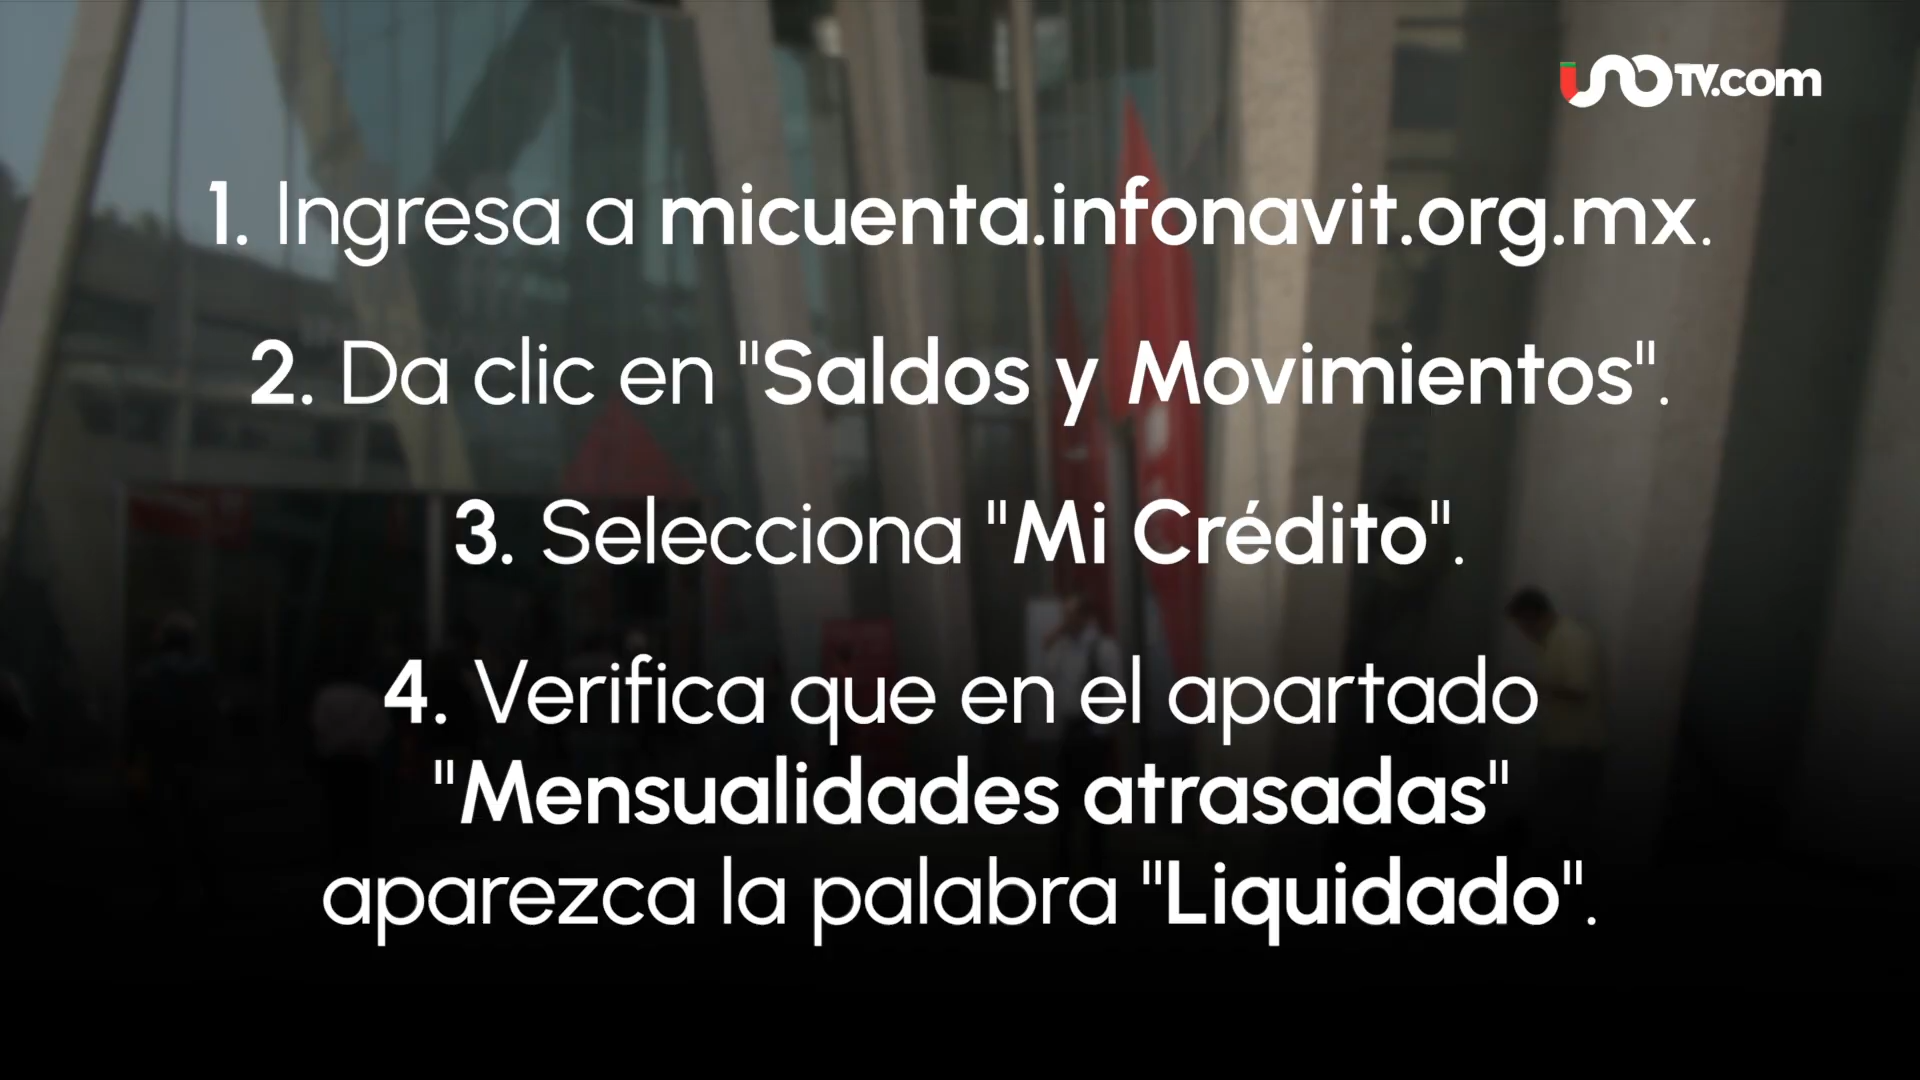 unoTV.com
1. Ingresa a micuenta.infonavit.org.mx.
2. Da clic en "Saldos y Movimientos".
3. Selecciona "Mi Crédito".
4. Verifica que en el apartado
"Mensualidades atrasadas"
aparezca la palabra "Liquidado".